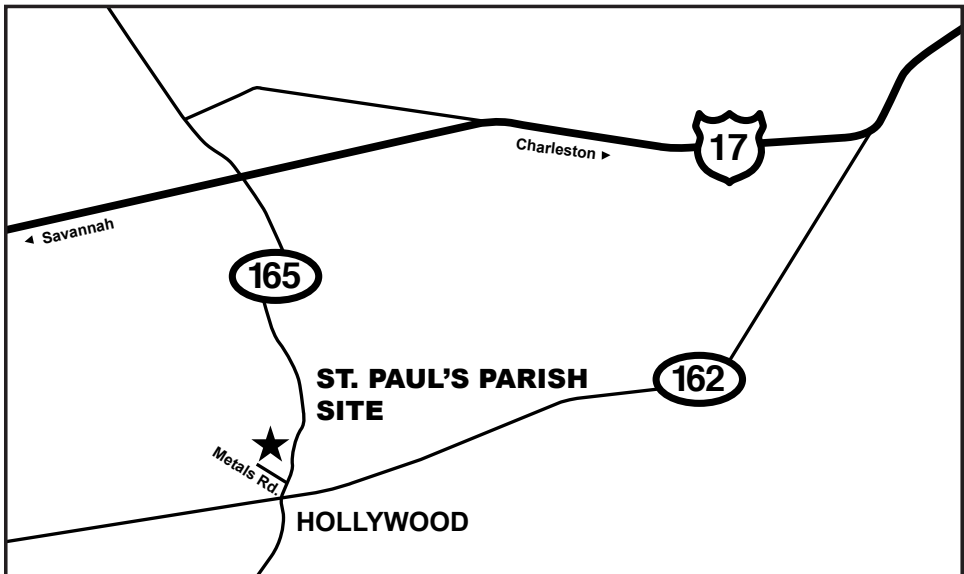 17
Charleston ►
◄ Savannah
165
ST. PAUL’S PARISH
SITE
162
Metals Rd.
HOLLYWOOD